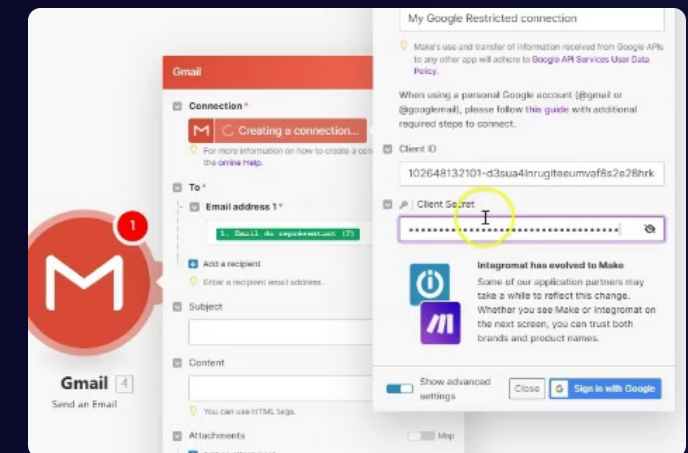 My Google Restricted connection
Make's use and transfer of information received from Google APIs
to any other app will adhere to Google API Services User Data
Policy.
When using a personal Google account (@gmail or
@googlemail), please follow this guide with additional
required steps to connect.
Client ID
Client Secret
Integromat has evolved to Make
Some of our application partners may
take a while to reflect this change.
Whether you see Make or Integromat on
the next screen, you can trust both
brands and product names.
Show advanced
settings
Close
G Sign in with Google
Gmail
Connection *
Creating a connection...
For more information on how to create a con
the online Help.
To *
Email address 1 *
1. Email du représentant (7)
Add a recipient
Enter a recipient email address.
Subject
Content
You can use HTML tags.
Attachments
Map
1
Gmail 4
Send an Email